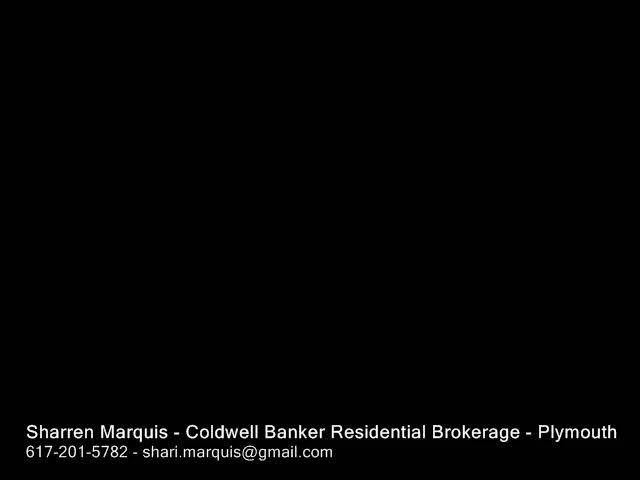 Sharren Marquis - Coldwell Banker Residential Brokerage - Plymouth
617-201-5782 - shari.marquis@gmail.com